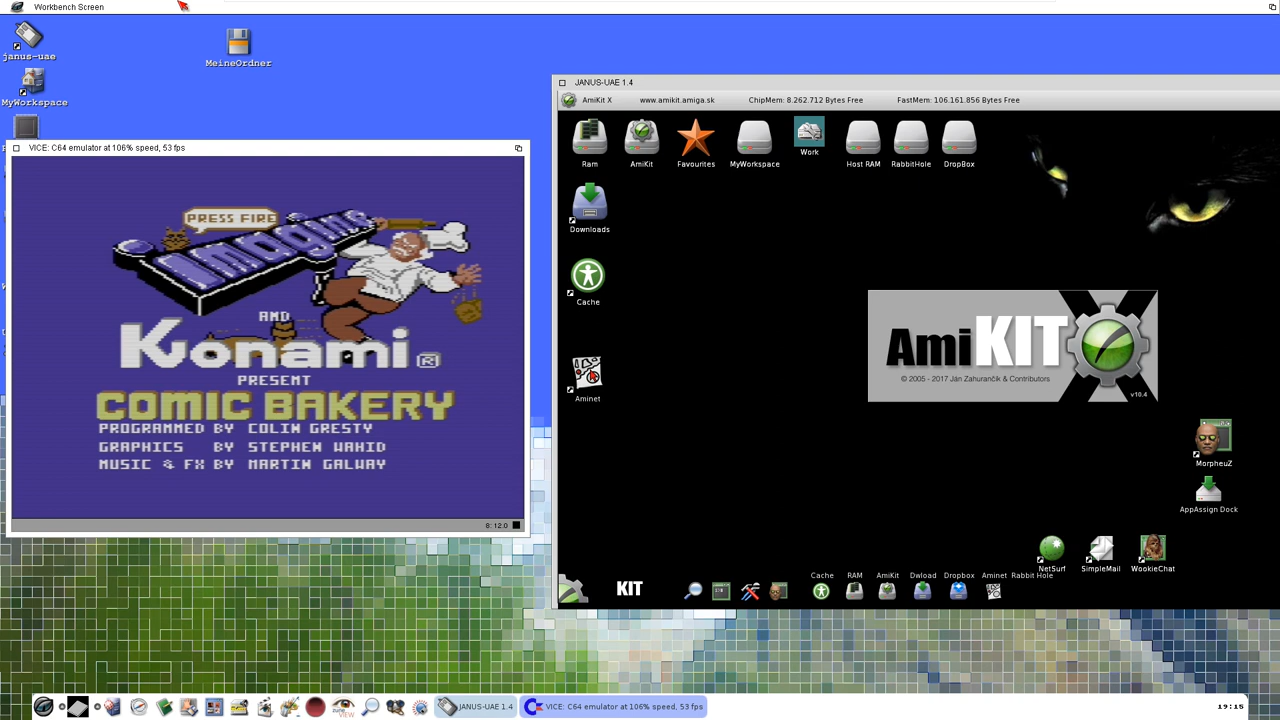 Workbench Screen
janus-uae
MeineOrdner
MyWorkspace
VICE: C64 emulator at 106% speed, 53 fps
PRESS FIRE
Imagine
AND
Konami®
PRESENT
COMIC BAKERY
PROGRAMMED BY COLIN GRESTY
GRAPHICS BY STEPHEN WAHID
MUSIC & FX BY MARTIN GALWAY
8: 12.0
JANUS-UAE 1.4
AmiKit X www.amikit.amiga.sk ChipMem: 8.262.712 Bytes Free FastMem: 106.161.856 Bytes Free
Ram AmiKit Favourites MyWorkspace Work Host RAM RabbitHole DropBox
Downloads
Cache
Aminet
AmiKIT
© 2005 - 2017 Ján Zahurančík & Contributors
v10.4
MorpheuZ
AppAssign Dock
NetSurf SimpleMail WookieChat
KIT
Cache RAM AmiKit Dwload Dropbox Aminet Rabbit Hole
zune
VIEW
JANUS-UAE 1.4
VICE: C64 emulator at 106% speed, 53 fps
19:15